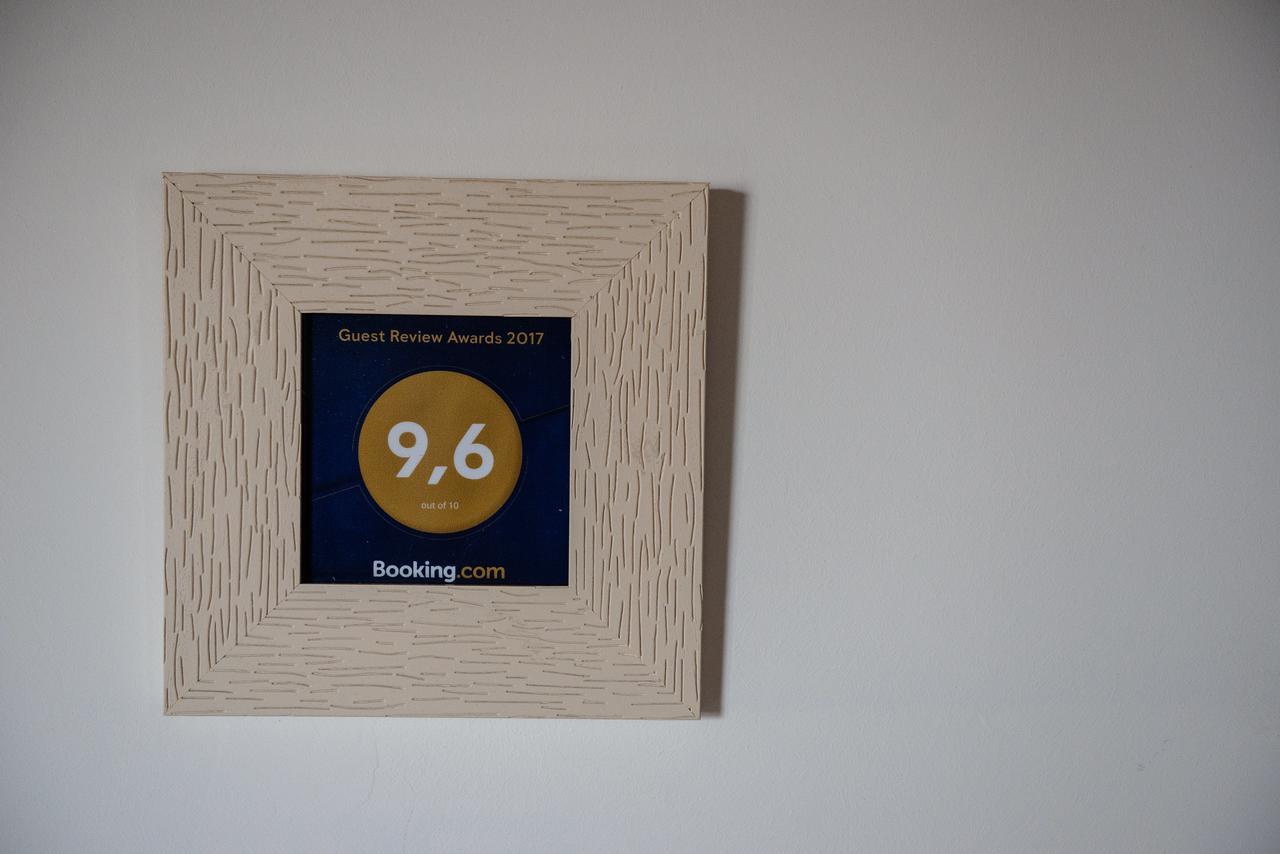 Guest Review Awards 2017
9,6
out of 10
Booking.com